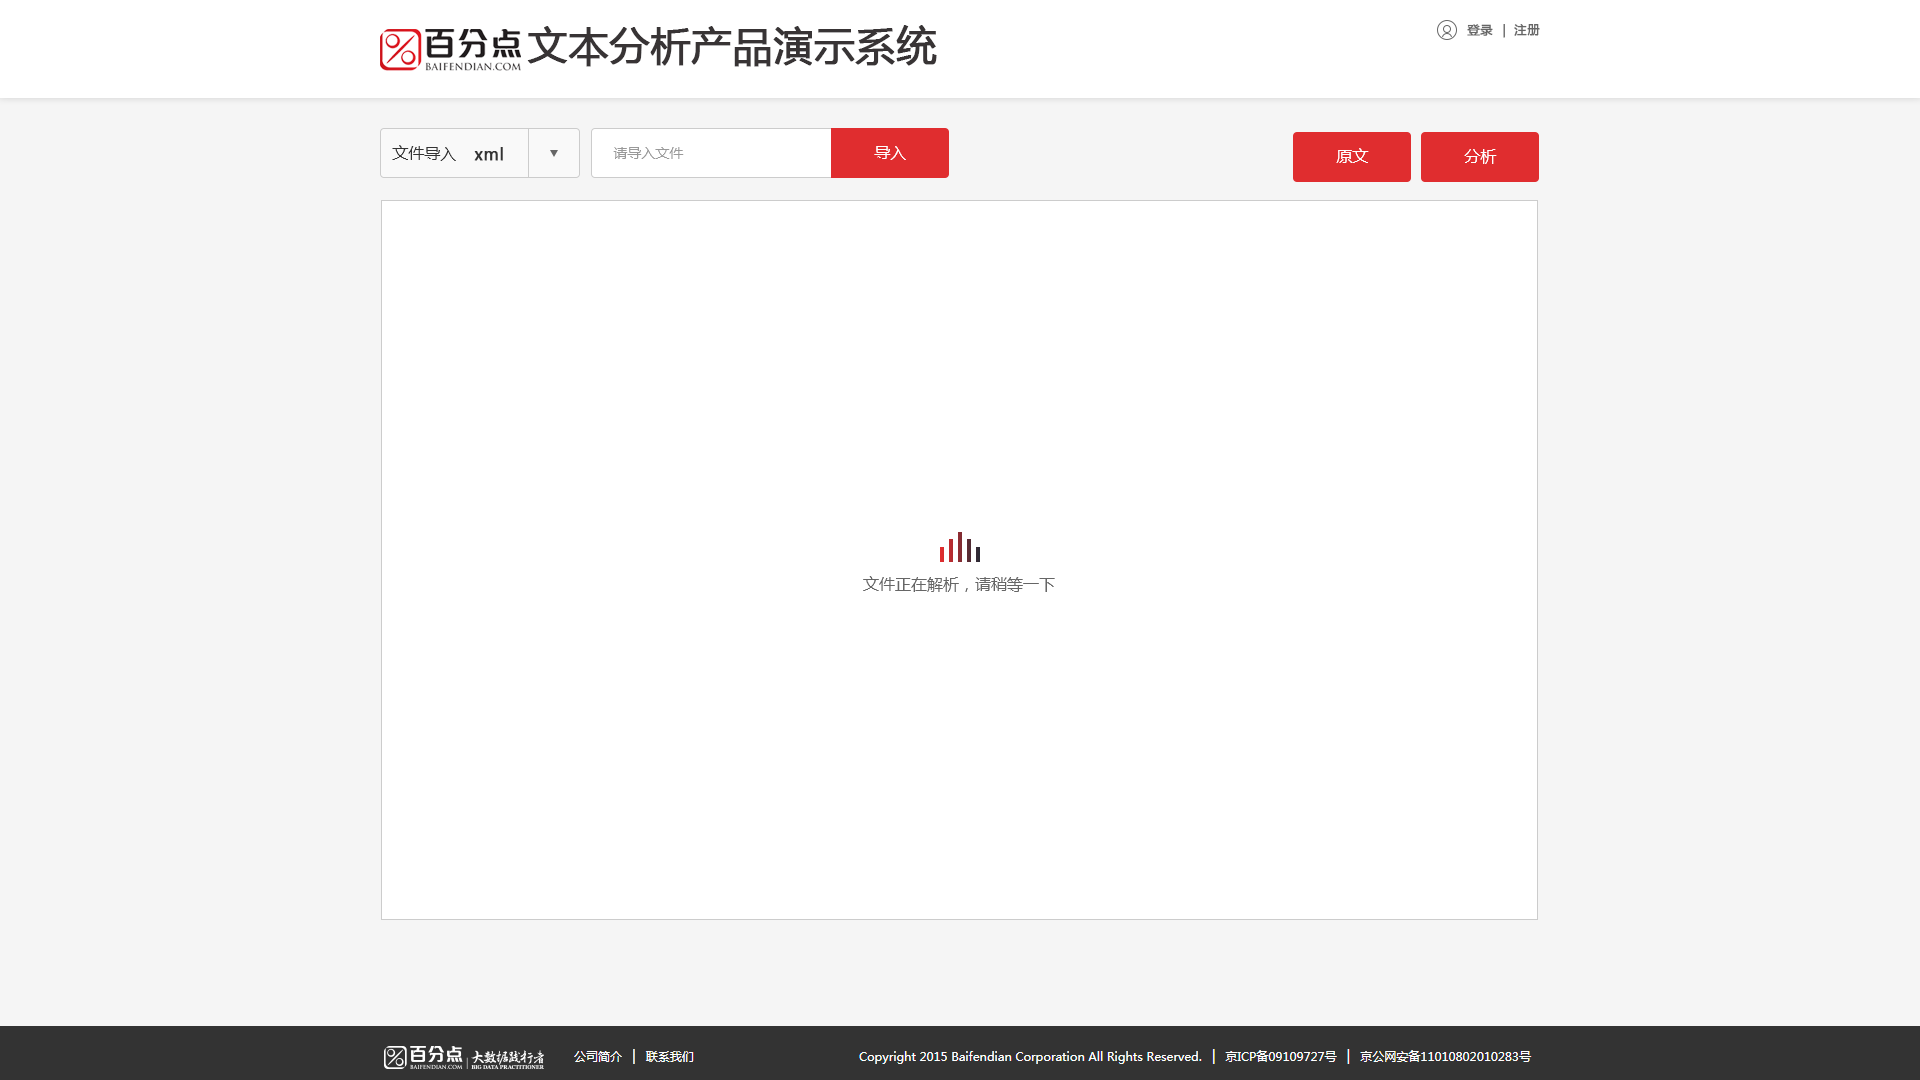 百分点
BAIFENDIAN.COM
文本分析产品演示系统
登录 | 注册
文件导入 xml
请导入文件
导入
原文
分析
文件正在解析，请稍等一下
百分点
BAIFENDIAN.COM
大数据践行者
BIG DATA PRACTITIONER
公司简介 | 联系我们
Copyright 2015 Baifendian Corporation All Rights Reserved. | 京ICP备09109727号 | 京公网安备11010802010283号